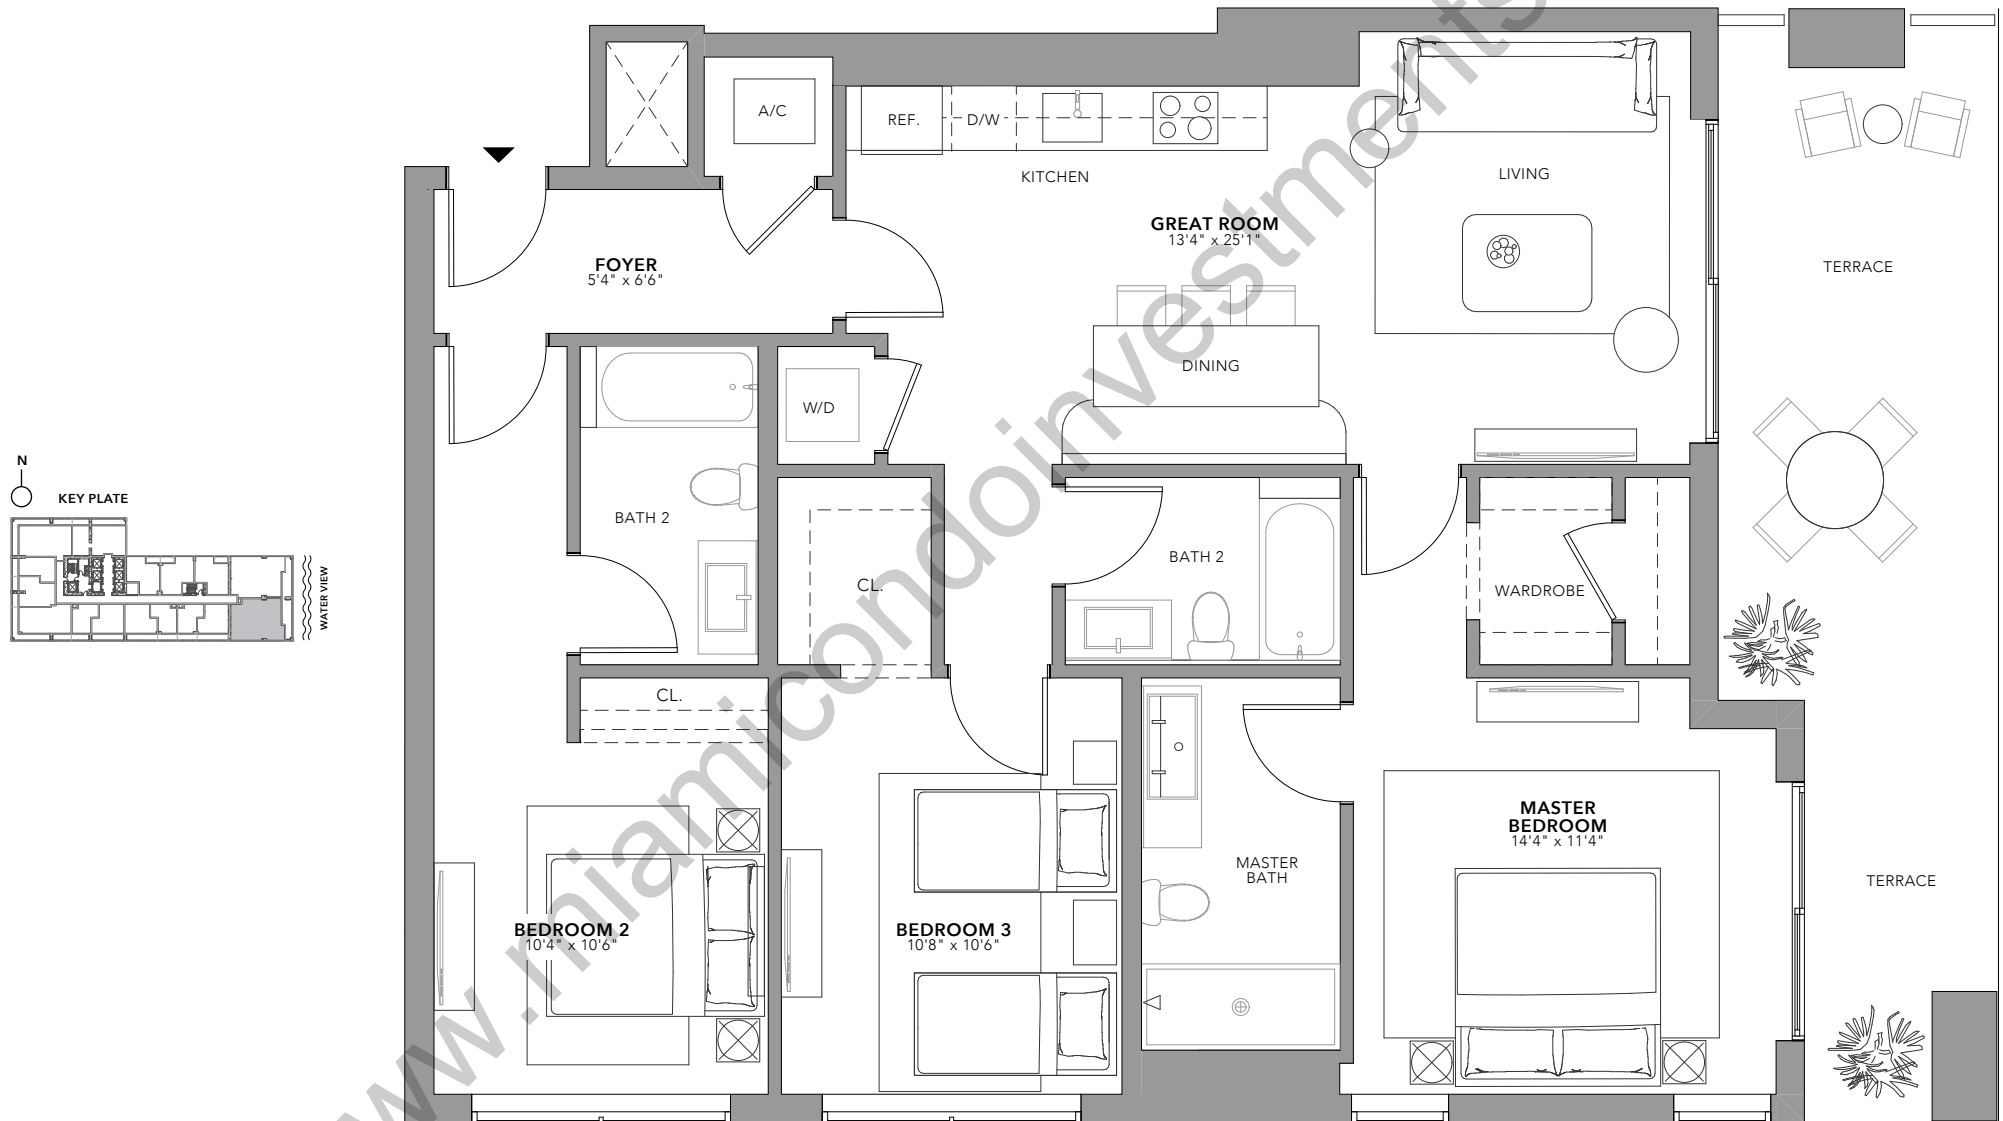 A/C
REF.
D/W
KITCHEN
LIVING
GREAT ROOM
13'4" x 25'1"
FOYER
5'4" x 6'6"
TERRACE
DINING
W/D
N
KEY PLATE
WATER VIEW
BATH 2
CL.
BATH 2
WARDROBE
CL.
MASTER
BEDROOM
14'4" x 11'4"
MASTER
BATH
TERRACE
BEDROOM 2
10'4" x 10'6"
BEDROOM 3
10'8" x 10'6"
www.miamicondoinvestments